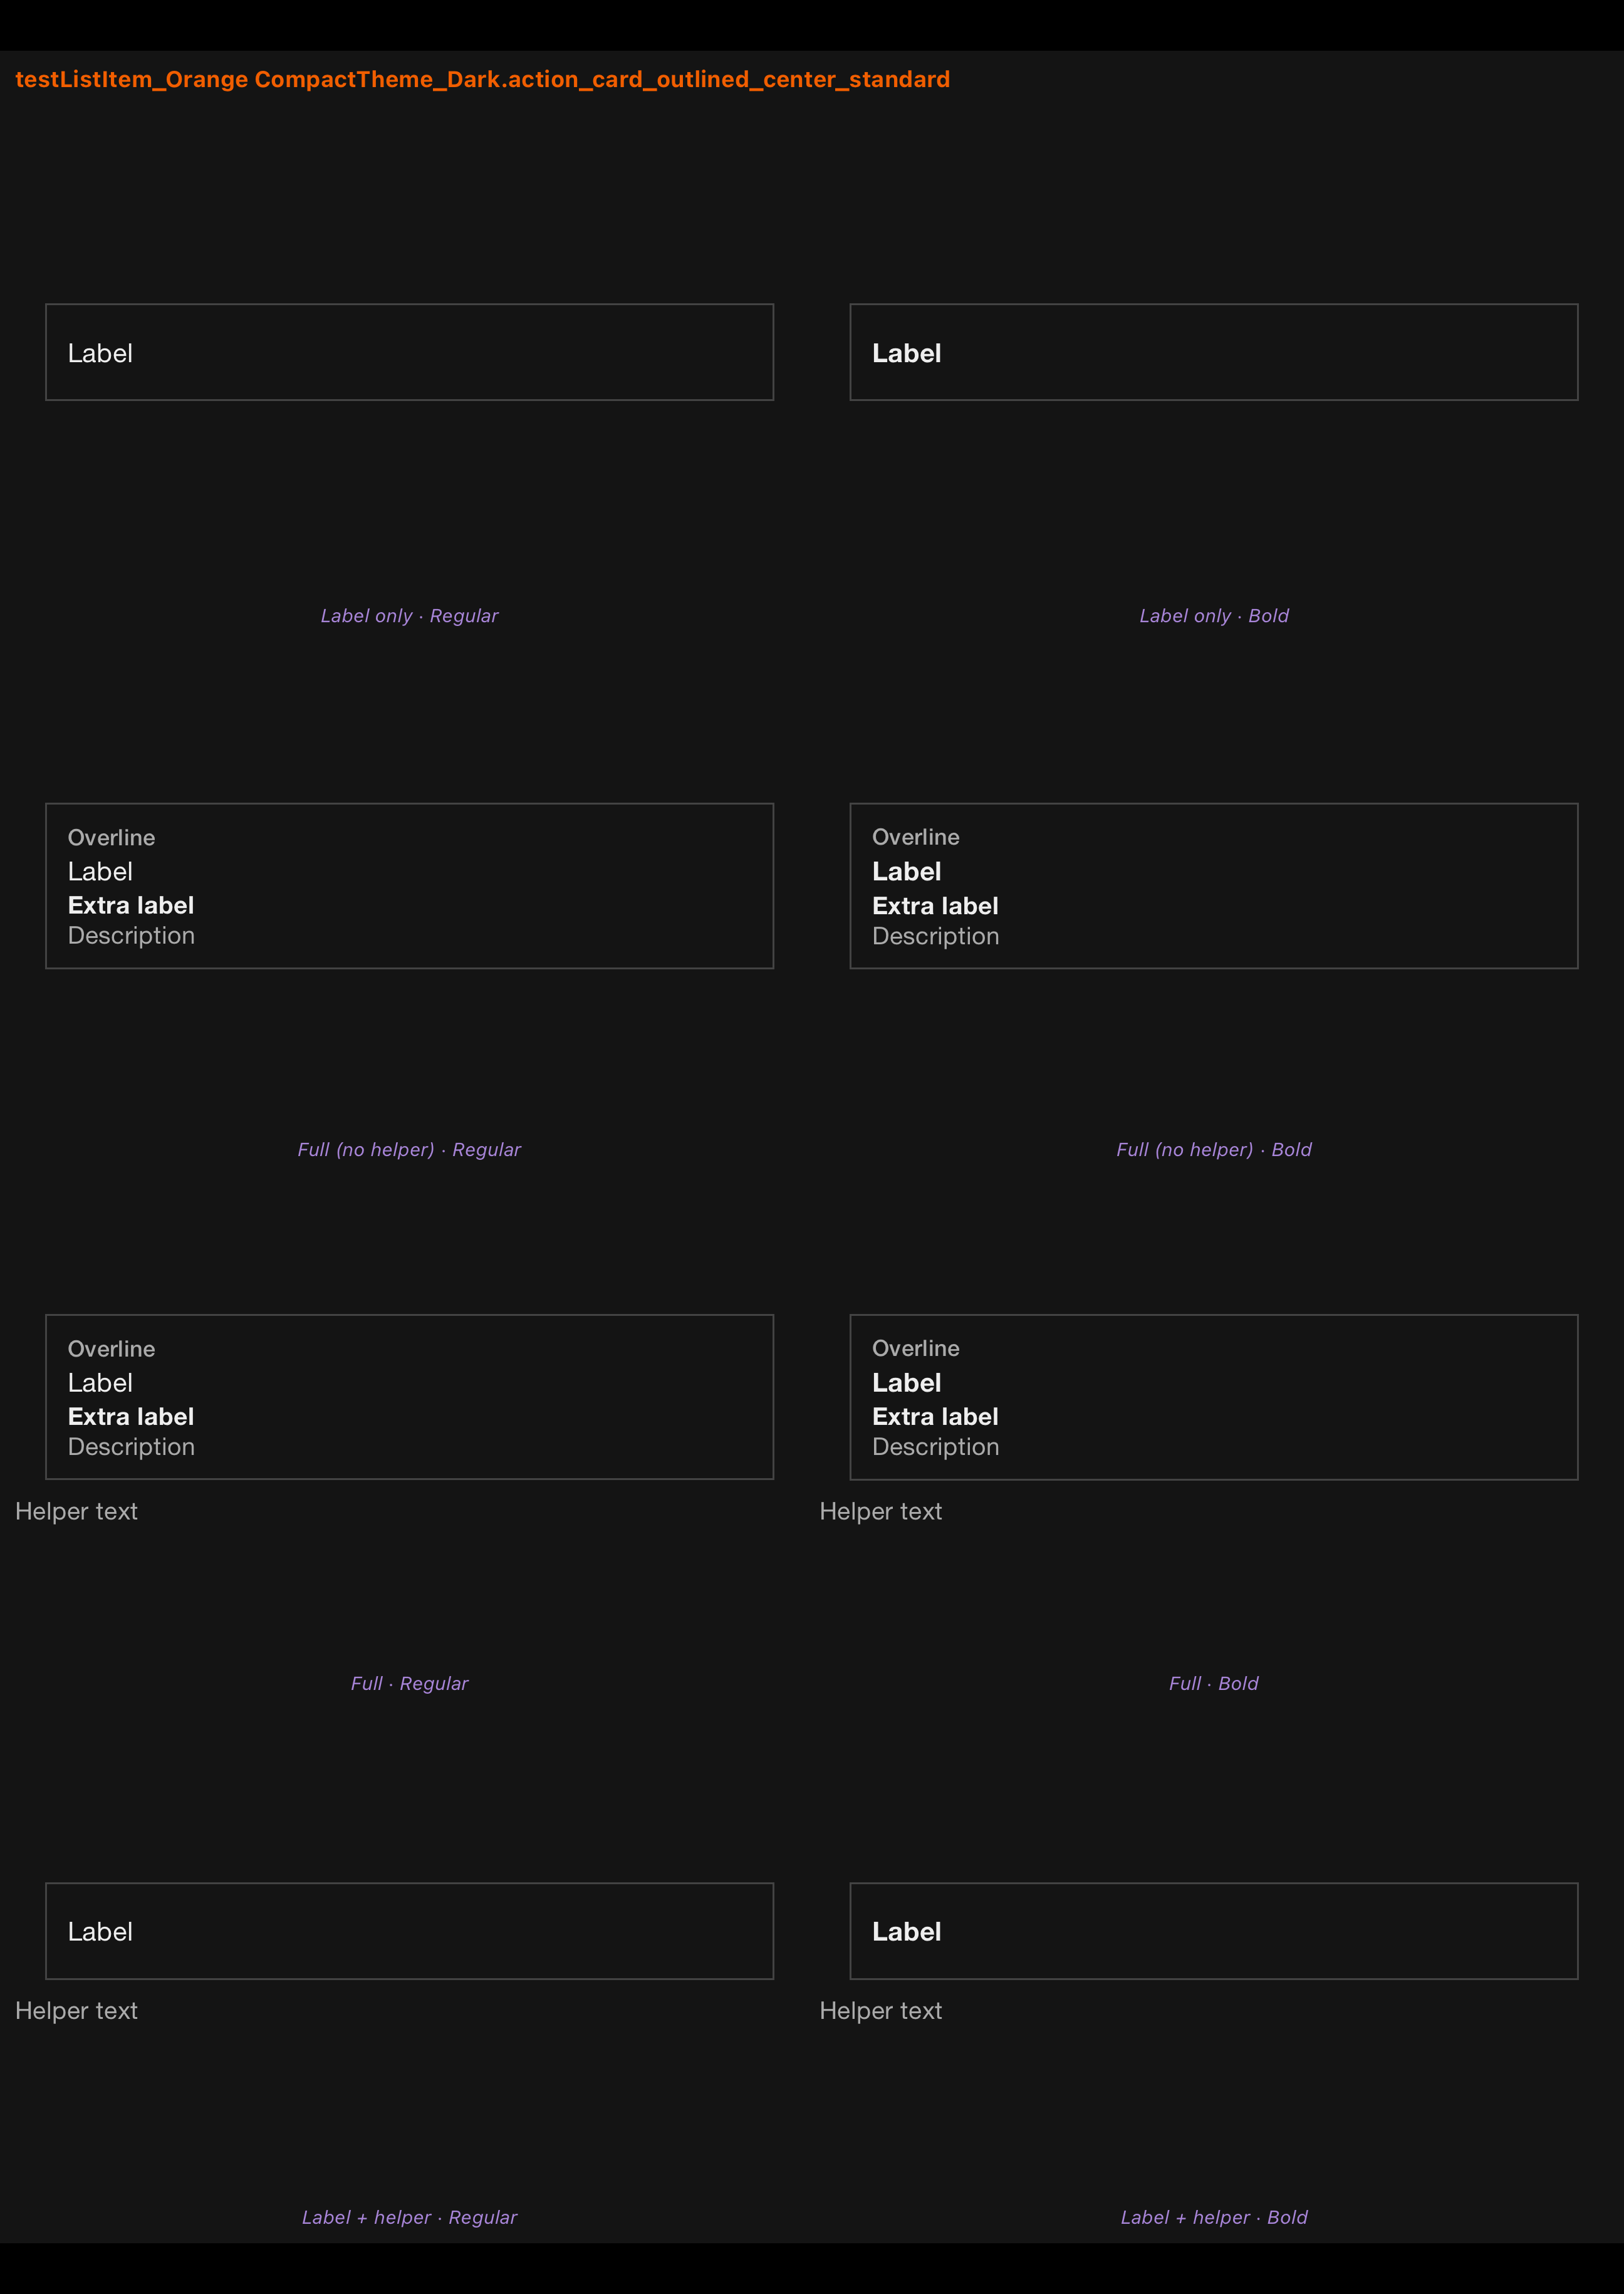 testListItem_Orange CompactTheme_Dark.action_card_outlined_center_standard
Label
Label
Label only · Regular
Label only · Bold
Overline
Label
Extra label
Description
Overline
Label
Extra label
Description
Full (no helper) · Regular
Full (no helper) · Bold
Overline
Label
Extra label
Description
Helper text
Overline
Label
Extra label
Description
Helper text
Full · Regular
Full · Bold
Label
Helper text
Label
Helper text
Label + helper · Regular
Label + helper · Bold